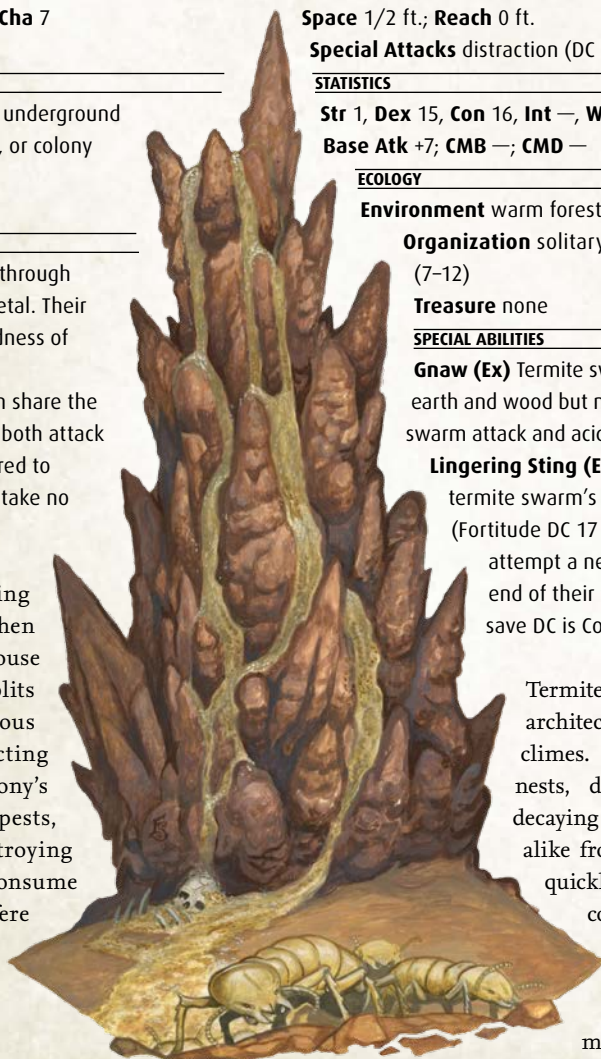 Cha 7
underground
, or colony
through
etal. Their
dness of
n share the
both attack
red to
take no
ing
hen
ouse
olits
ous
cting
ony's
pests,
troying
onsume
ere
Space 1/2 ft.; Reach 0 ft.
Special Attacks distraction (DC
STATISTICS
Str 1, Dex 15, Con 16, Int —, W
Base Atk +7; CMB —; CMD —
ECOLOGY
Environment warm forest
Organization solitary
(7–12)
Treasure none
SPECIAL ABILITIES
Gnaw (Ex) Termite sw
earth and wood but n
swarm attack and acid
Lingering Sting (E
termite swarm's
(Fortitude DC 17
attempt a ne
end of their
save DC is Co
Termite
architec
climes.
nests, d
decaying
alike fro
quickl
co
m